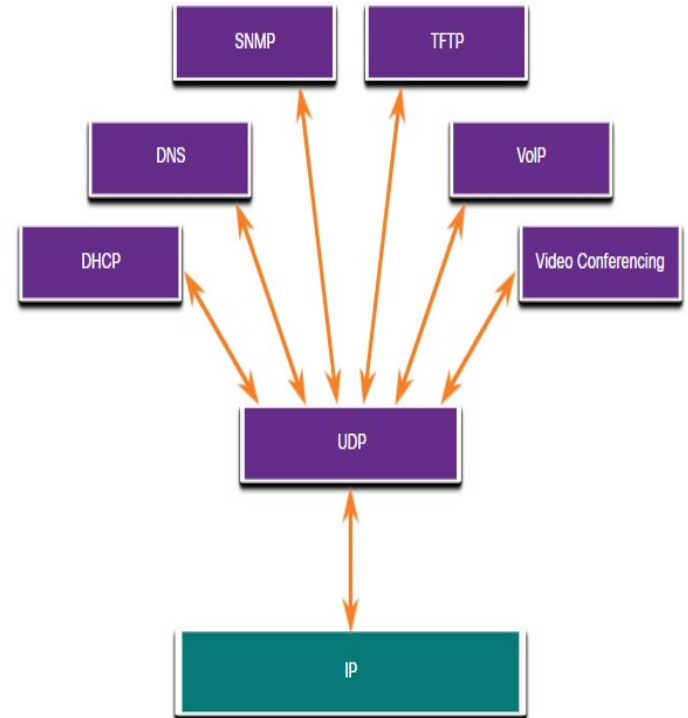 SNMP
TFTP
DNS
VoIP
DHCP
Video Conferencing
UDP
IP